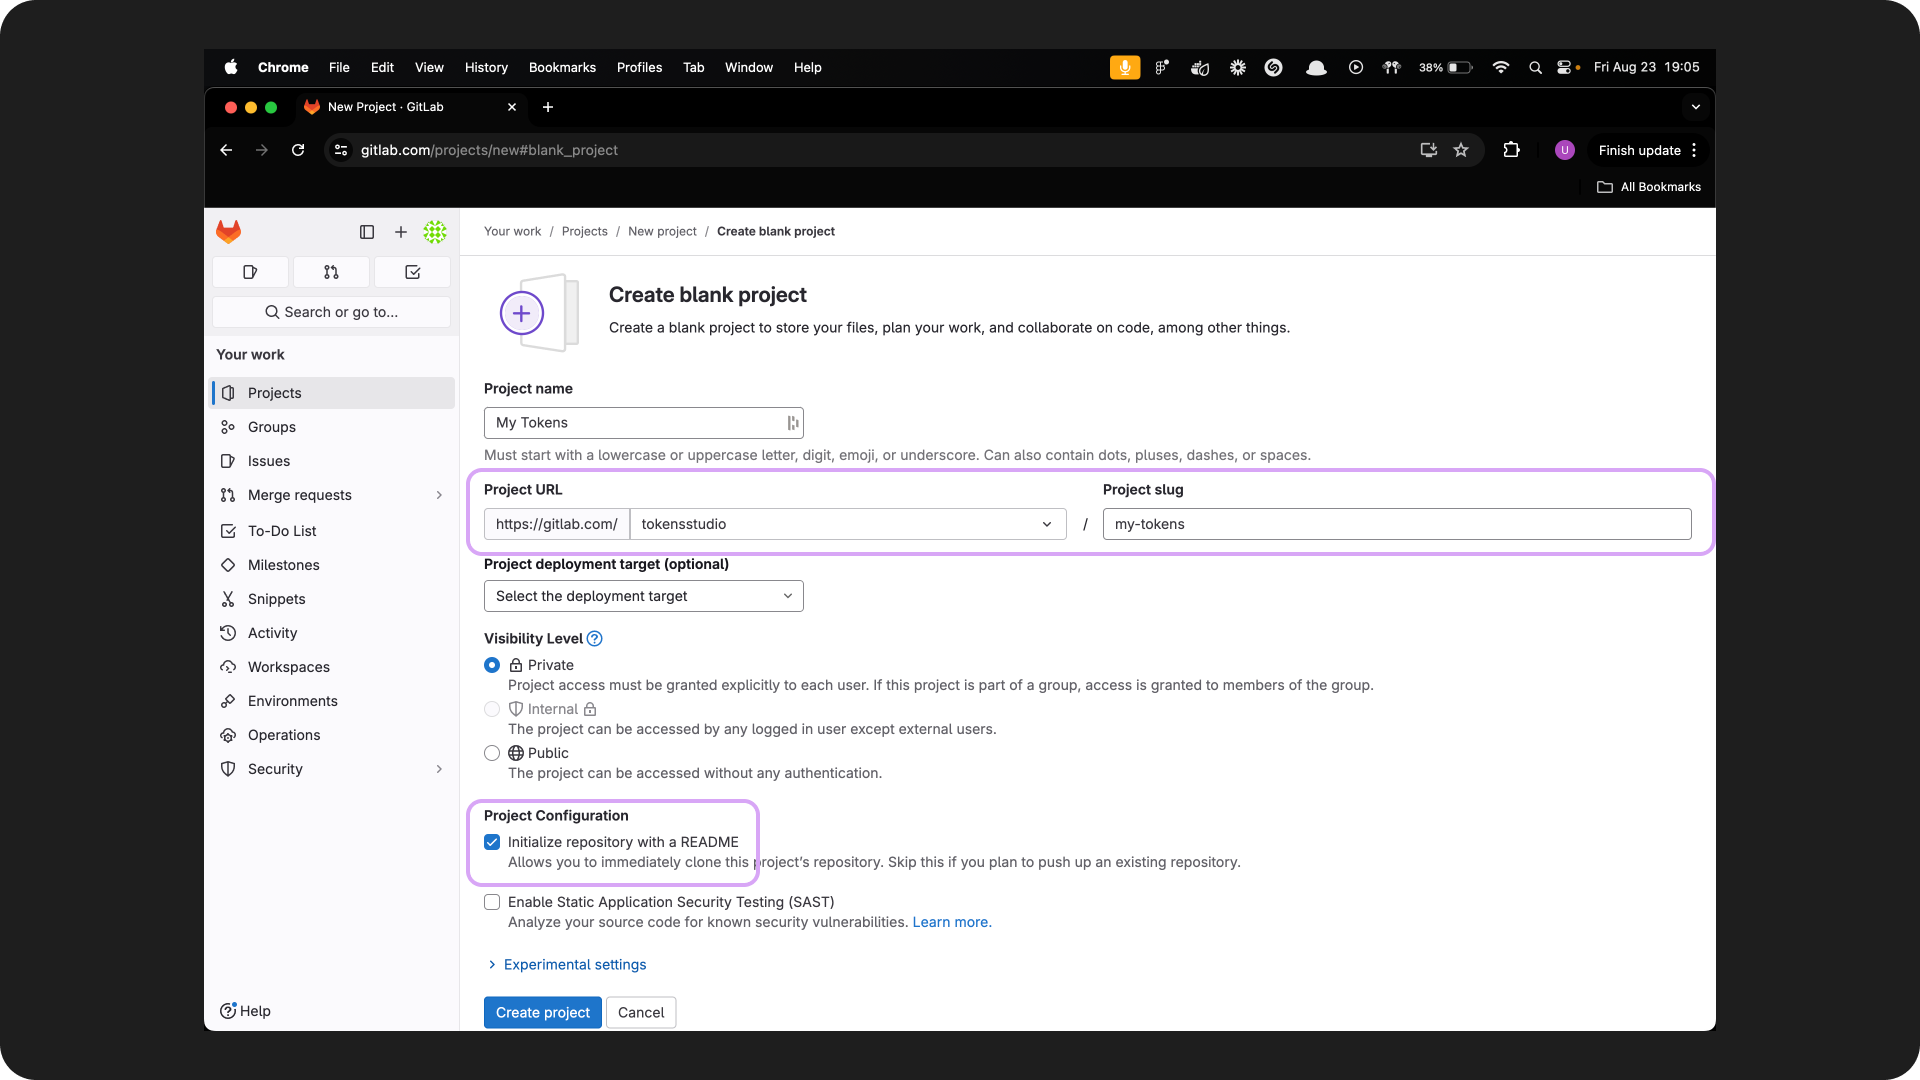 Chrome File Edit View History Bookmarks Profiles Tab Window Help 38% Fri Aug 23 19:05
New Project · GitLab
gitlab.com/projects/new#blank_project U Finish update
All Bookmarks
Your work / Projects / New project / Create blank project
Search or go to...
Your work
Projects
Groups
Issues
Merge requests
To-Do List
Milestones
Snippets
Activity
Workspaces
Environments
Operations
Security
Help
Create blank project
Create a blank project to store your files, plan your work, and collaborate on code, among other things.
Project name
My Tokens
Must start with a lowercase or uppercase letter, digit, emoji, or underscore. Can also contain dots, pluses, dashes, or spaces.
Project URL Project slug
https://gitlab.com/ tokensstudio / my-tokens
Project deployment target (optional)
Select the deployment target
Visibility Level
Private
Project access must be granted explicitly to each user. If this project is part of a group, access is granted to members of the group.
Internal
The project can be accessed by any logged in user except external users.
Public
The project can be accessed without any authentication.
Project Configuration
Initialize repository with a README
Allows you to immediately clone this project's repository. Skip this if you plan to push up an existing repository.
Enable Static Application Security Testing (SAST)
Analyze your source code for known security vulnerabilities. Learn more.
Experimental settings
Create project Cancel